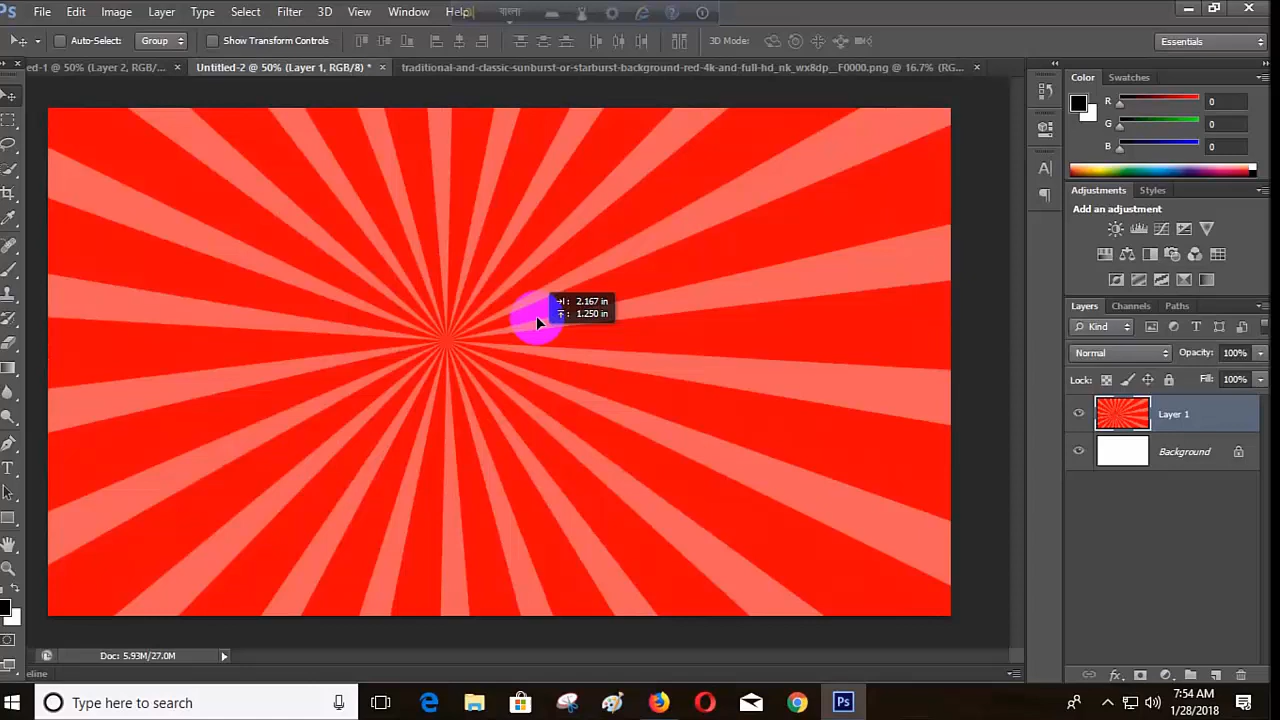 Ps File Edit Image Layer Type Select Filter 3D View Window Help বাংলা
Auto-Select: Group Show Transform Controls 3D Mode: Essentials
ed-1 @ 50% (Layer 2, RGB/... × Untitled-2 @ 50% (Layer 1, RGB/8) * × traditional-and-classic-sunburst-or-starburst-background-red-4k-and-full-hd_nk_wx8dp__F0000.png @ 16.7% (RG... ×
Color Swatches
R 0
G 0
B 0
Adjustments Styles
Add an adjustment
Layers Channels Paths
Kind
Normal Opacity: 100%
Lock: Fill: 100%
Layer 1
Background
2.167 in
1.250 in
Doc: 5.93M/27.0M
eline
Type here to search
Ps
7:54 AM
1/28/2018